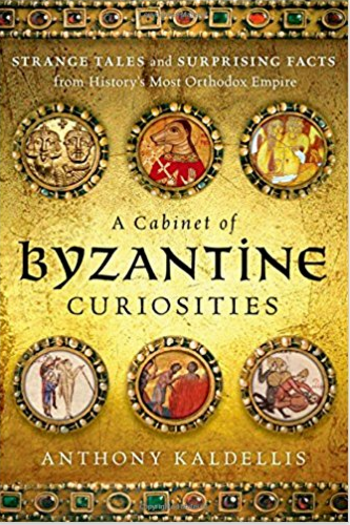 STRANGE TALES and SURPRISING FACTS
from History's Most Orthodox Empire
A Cabinet of
BYZANTINE
CURIOSITIES
ANTHONY KALDELLIS